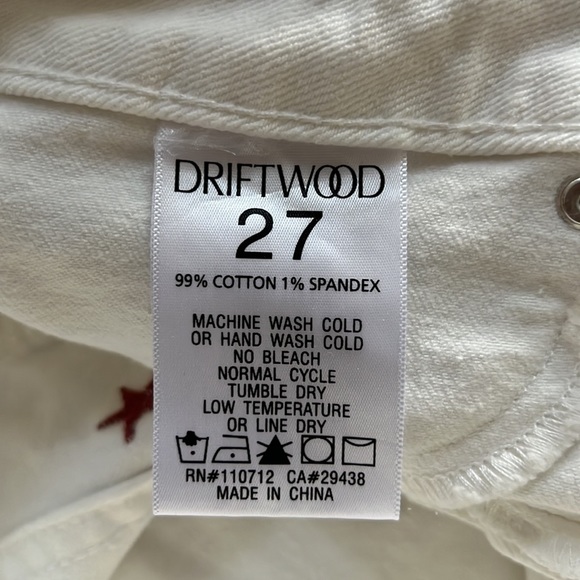 DRIFTWOOD
27
99% COTTON 1% SPANDEX
MACHINE WASH COLD
OR HAND WASH COLD
NO BLEACH
NORMAL CYCLE
TUMBLE DRY
LOW TEMPERATURE
OR LINE DRY
RN#110712 CA#29438
MADE IN CHINA